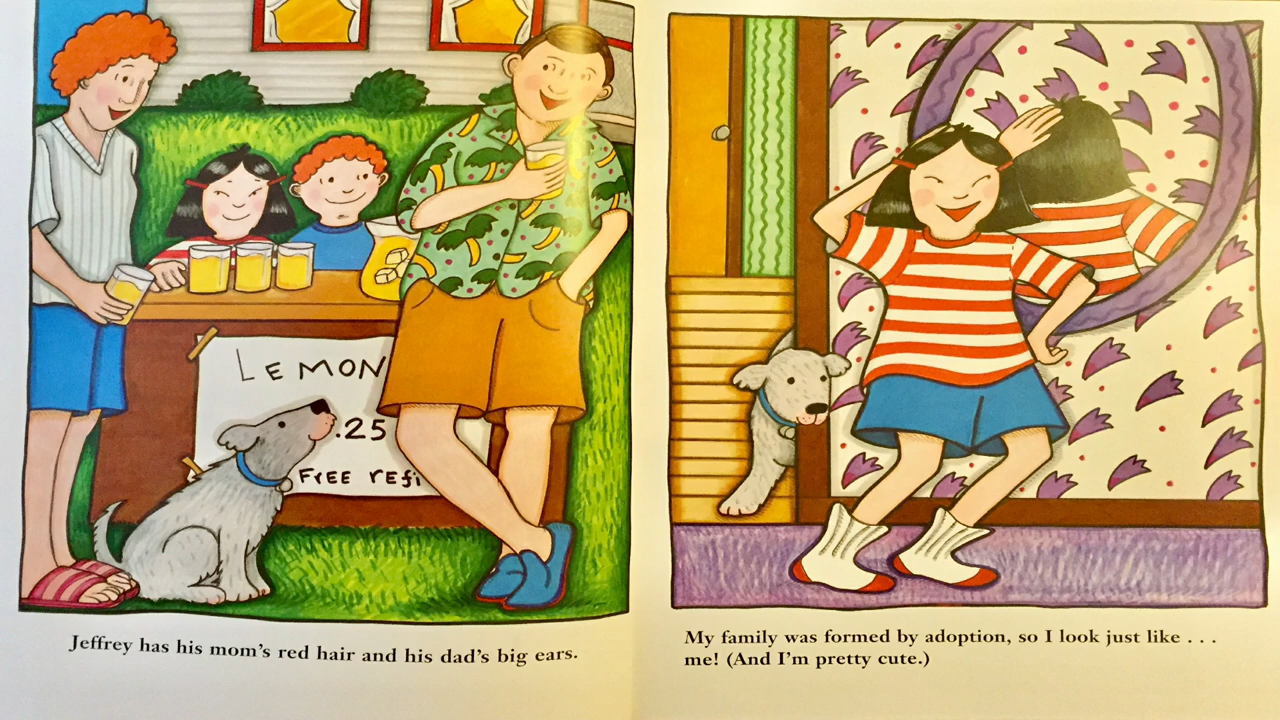 LEMON
.25
FREE refi
Jeffrey has his mom's red hair and his dad's big ears.
My family was formed by adoption, so I look just like . . .
me! (And I'm pretty cute.)